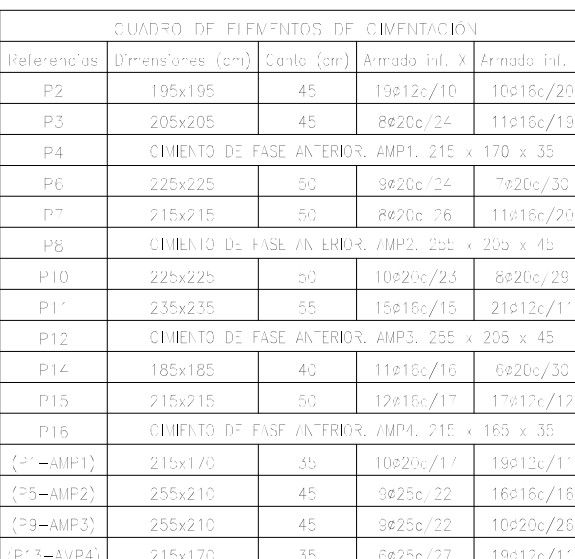 CUADRO DE ELEMENTOS DE CIMENTACIÓN
Referencias Dimensiones (cm) Canto (cm) Armado inf. X Armado inf.
P2 195x195 45 19ø12c/10 10ø16c/20
P3 205x205 45 8ø20c/24 11ø16c/19
P4 CIMIENTO DE FASE ANTERIOR. AMP1. 215 x 170 x 35
P6 225x225 50 9ø20c/24 7ø20c/30
P7 215x215 50 8ø20c/26 11ø16c/20
P8 CIMIENTO DE FASE ANTERIOR. AMP2. 255 x 205 x 45
P10 225x225 50 10ø20c/23 8ø20c/29
P11 235x235 55 15ø16c/15 21ø12c/11
P12 CIMIENTO DE FASE ANTERIOR. AMP3. 255 x 205 x 45
P14 185x185 40 11ø16c/16 6ø20c/30
P15 215x215 50 12ø16c/17 17ø12c/12
P16 CIMIENTO DE FASE ANTERIOR. AMP4. 215 x 165 x 35
(P1-AMP1) 215x170 35 10ø20c/17 19ø12c/11
(P5-AMP2) 255x210 45 9ø25c/22 16ø16c/16
(P9-AMP3) 255x210 45 9ø25c/22 10ø20c/26
(P13-AMP4) 215x170 35 6ø25c/27 19ø12c/11